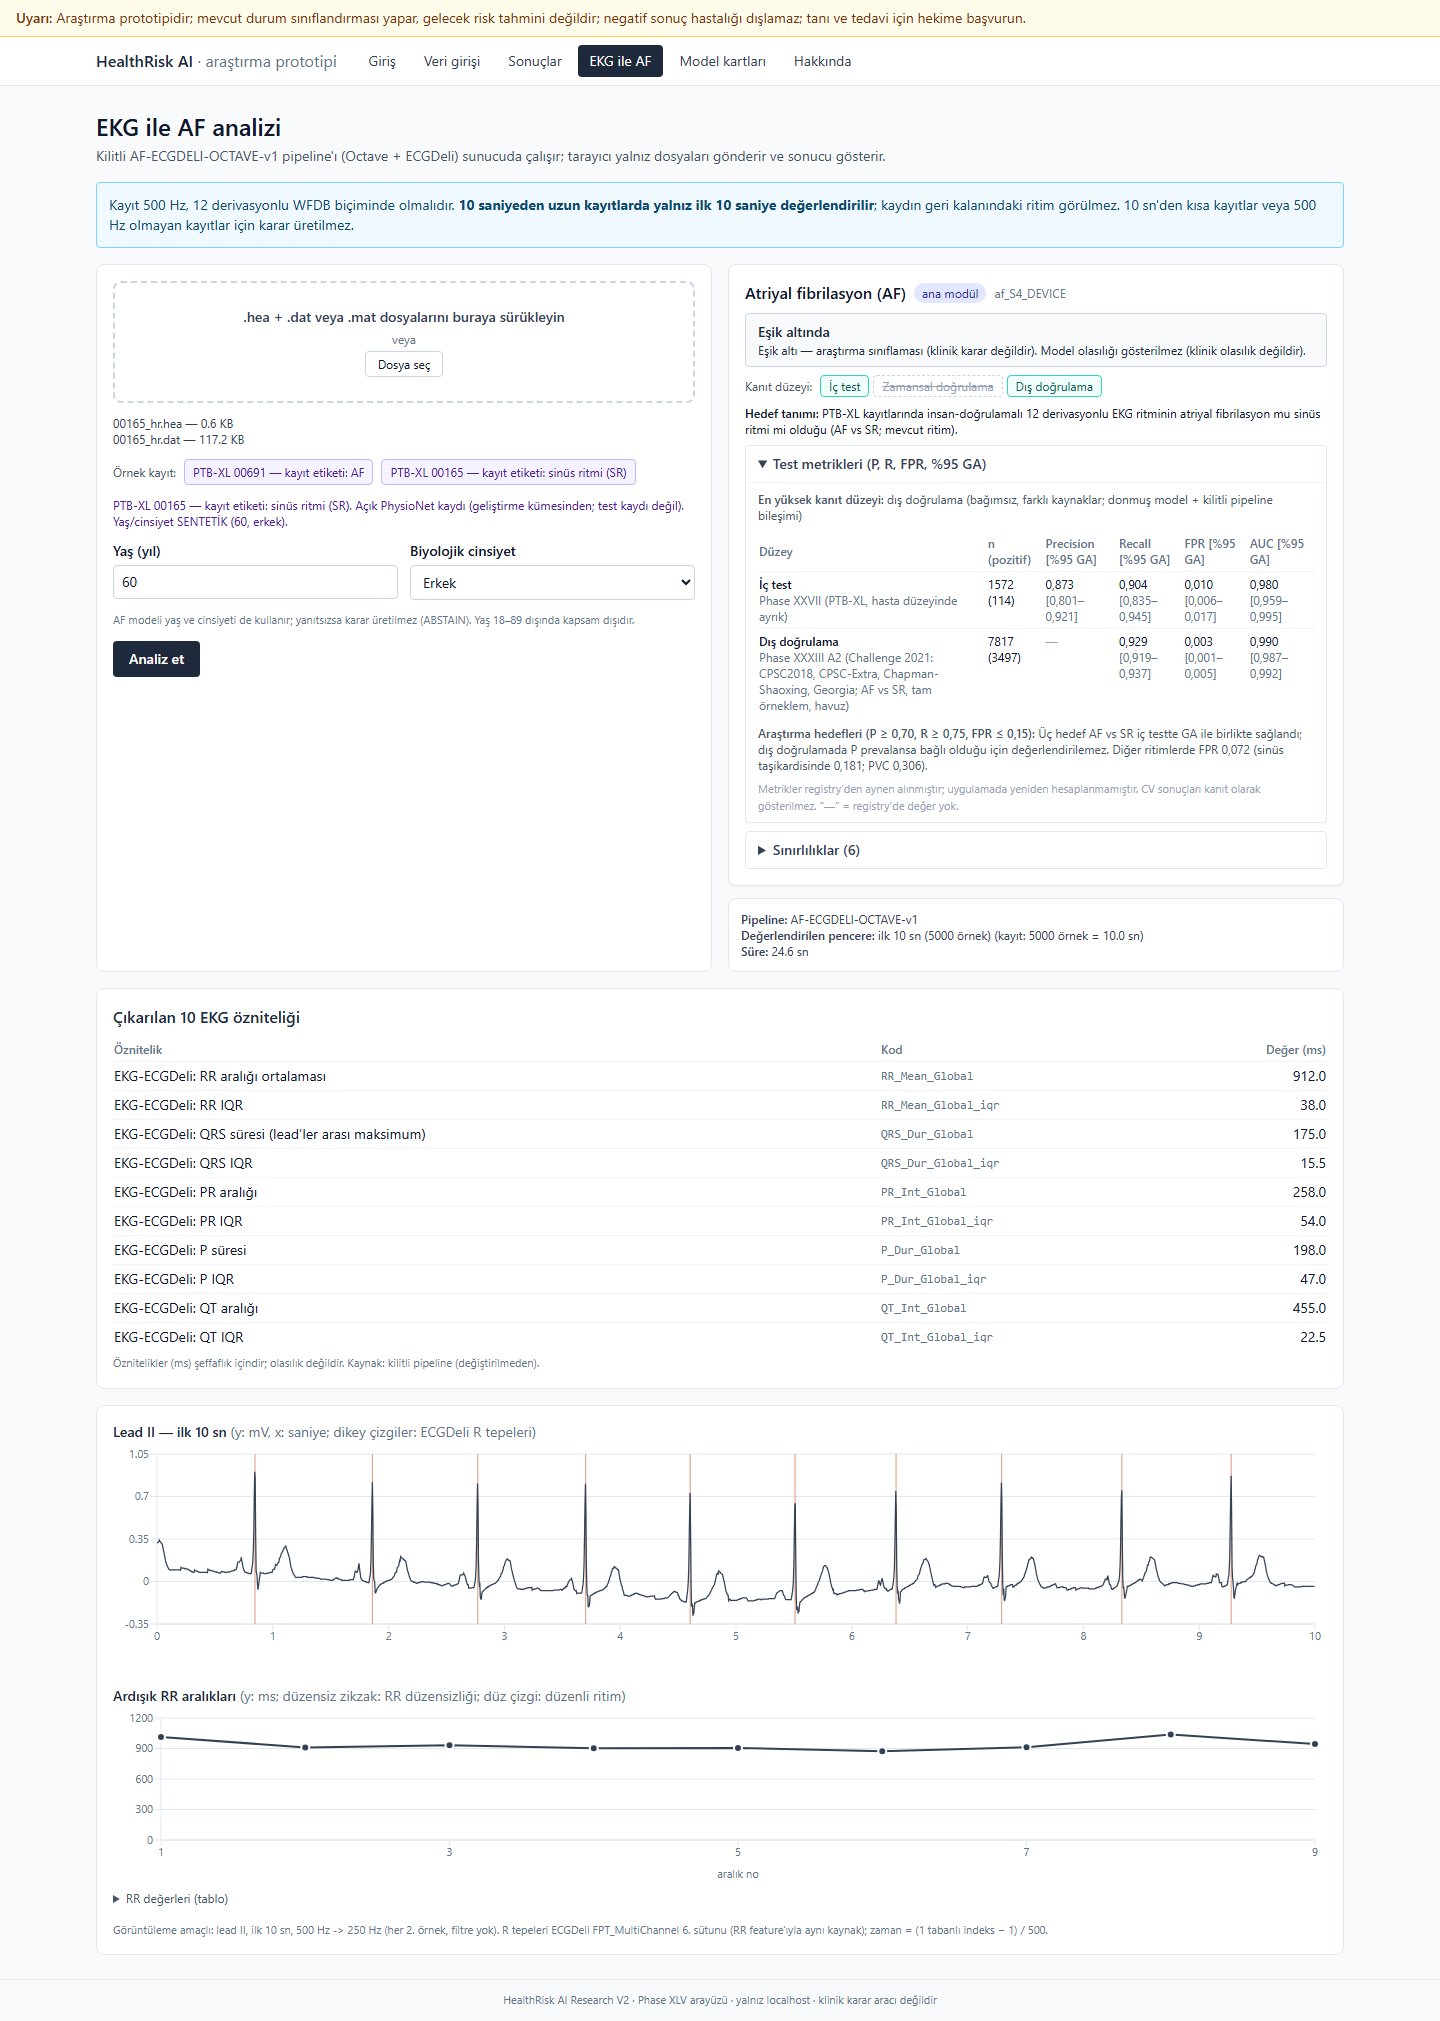 Uyarı: Araştırma prototipidir; mevcut durum sınıflandırması yapar, gelecek risk tahmini değildir; negatif sonuç hastalığı dışlamaz; tanı ve tedavi için hekime başvurun.
HealthRisk AI · araştırma prototipi
Giriş
Veri girişi
Sonuçlar
EKG ile AF
Model kartları
Hakkında
EKG ile AF analizi
Kilitli AF-ECGDELI-OCTAVE-v1 pipeline'ı (Octave + ECGDeli) sunucuda çalışır; tarayıcı yalnız dosyaları gönderir ve sonucu gösterir.
Kayıt 500 Hz, 12 derivasyonlu WFDB biçiminde olmalıdır. 10 saniyeden uzun kayıtlarda yalnız ilk 10 saniye değerlendirilir; kaydın geri kalanındaki ritim görülmez. 10 sn'den kısa kayıtlar veya 500
Hz olmayan kayıtlar için karar üretilmez.
.hea + .dat veya .mat dosyalarını buraya sürükleyin
veya
Dosya seç
00165_hr.hea — 0.6 KB
00165_hr.dat — 117.2 KB
Örnek kayıt:
PTB-XL 00691 — kayıt etiketi: AF
PTB-XL 00165 — kayıt etiketi: sinüs ritmi (SR)
PTB-XL 00165 — kayıt etiketi: sinüs ritmi (SR). Açık PhysioNet kaydı (geliştirme kümesinden; test kaydı değil).
Yaş/cinsiyet SENTETİK (60, erkek).
Yaş (yıl)
Biyolojik cinsiyet
60
Erkek
AF modeli yaş ve cinsiyeti de kullanır; yanıtsızsa karar üretilmez (ABSTAIN). Yaş 18–89 dışında kapsam dışıdır.
Analiz et
Atriyal fibrilasyon (AF)
ana modül
af_S4_DEVICE
Eşik altında
Eşik altı — araştırma sınıflaması (klinik karar değildir). Model olasılığı gösterilmez (klinik olasılık değildir).
Kanıt düzeyi:
İç test
Zamansal doğrulama
Dış doğrulama
Hedef tanımı: PTB-XL kayıtlarında insan-doğrulamalı 12 derivasyonlu EKG ritminin atriyal fibrilasyon mu sinüs
ritmi mi olduğu (AF vs SR; mevcut ritim).
▼ Test metrikleri (P, R, FPR, %95 GA)
En yüksek kanıt düzeyi: dış doğrulama (bağımsız, farklı kaynaklar; donmuş model + kilitli pipeline
bileşimi)
Düzey
n (pozitif)
Precision [%95 GA]
Recall [%95 GA]
FPR [%95 GA]
AUC [%95 GA]
İç test
Phase XXVII (PTB-XL, hasta düzeyinde
ayrık)
1572 (114)
0,873 [0,801–0,921]
0,904 [0,835–0,945]
0,010 [0,006–0,017]
0,980 [0,959–0,995]
Dış doğrulama
Phase XXXIII A2 (Challenge 2021:
CPSC2018, CPSC-Extra, Chapman-
Shaoxing, Georgia; AF vs SR, tam
örneklem, havuz)
7817 (3497)
—
0,929 [0,919–0,937]
0,003 [0,001–0,005]
0,990 [0,987–0,992]
Araştırma hedefleri (P ≥ 0,70, R ≥ 0,75, FPR ≤ 0,15): Üç hedef AF vs SR iç testte GA ile birlikte sağlandı;
dış doğrulamada P prevalansa bağlı olduğu için değerlendirilemez. Diğer ritimlerde FPR 0,072 (sinüs
taşikardisinde 0,181; PVC 0,306).
Metrikler registry'den aynen alınmıştır; uygulamada yeniden hesaplanmamıştır. CV sonuçları kanıt olarak
gösterilmez. "—" = registry'de değer yok.
▶ Sınırlılıklar (6)
Pipeline: AF-ECGDELI-OCTAVE-v1
Değerlendirilen pencere: ilk 10 sn (5000 örnek) (kayıt: 5000 örnek = 10.0 sn)
Süre: 24.6 sn
Çıkarılan 10 EKG özniteliği
Öznitelik Kod Değer (ms)
EKG-ECGDeli: RR aralığı ortalaması RR_Mean_Global 912.0
EKG-ECGDeli: RR IQR RR_Mean_Global_iqr 38.0
EKG-ECGDeli: QRS süresi (lead'ler arası maksimum) QRS_Dur_Global 175.0
EKG-ECGDeli: QRS IQR QRS_Dur_Global_iqr 15.5
EKG-ECGDeli: PR aralığı PR_Int_Global 258.0
EKG-ECGDeli: PR IQR PR_Int_Global_iqr 54.0
EKG-ECGDeli: P süresi P_Dur_Global 198.0
EKG-ECGDeli: P IQR P_Dur_Global_iqr 47.0
EKG-ECGDeli: QT aralığı QT_Int_Global 455.0
EKG-ECGDeli: QT IQR QT_Int_Global_iqr 22.5
Öznitelikler (ms) şeffaflık içindir; olasılık değildir. Kaynak: kilitli pipeline (değiştirilmeden).
Lead II — ilk 10 sn (y: mV, x: saniye; dikey çizgiler: ECGDeli R tepeleri)
1.05
0.7
0.35
0
-0.35
0 1 2 3 4 5 6 7 8 9 10
Ardışık RR aralıkları (y: ms; düzensiz zikzak: RR düzensizliği; düz çizgi: düzenli ritim)
1200
900
600
300
0
1 3 5 7 9
aralık no
▶ RR değerleri (tablo)
Görüntüleme amaçlı: lead II, ilk 10 sn, 500 Hz -> 250 Hz (her 2. örnek, filtre yok). R tepeleri ECGDeli FPT_MultiChannel 6. sütunu (RR feature'ıyla aynı kaynak); zaman = (1 tabanlı indeks − 1) / 500.
HealthRisk AI Research V2 · Phase XLV arayüzü · yalnız localhost · klinik karar aracı değildir